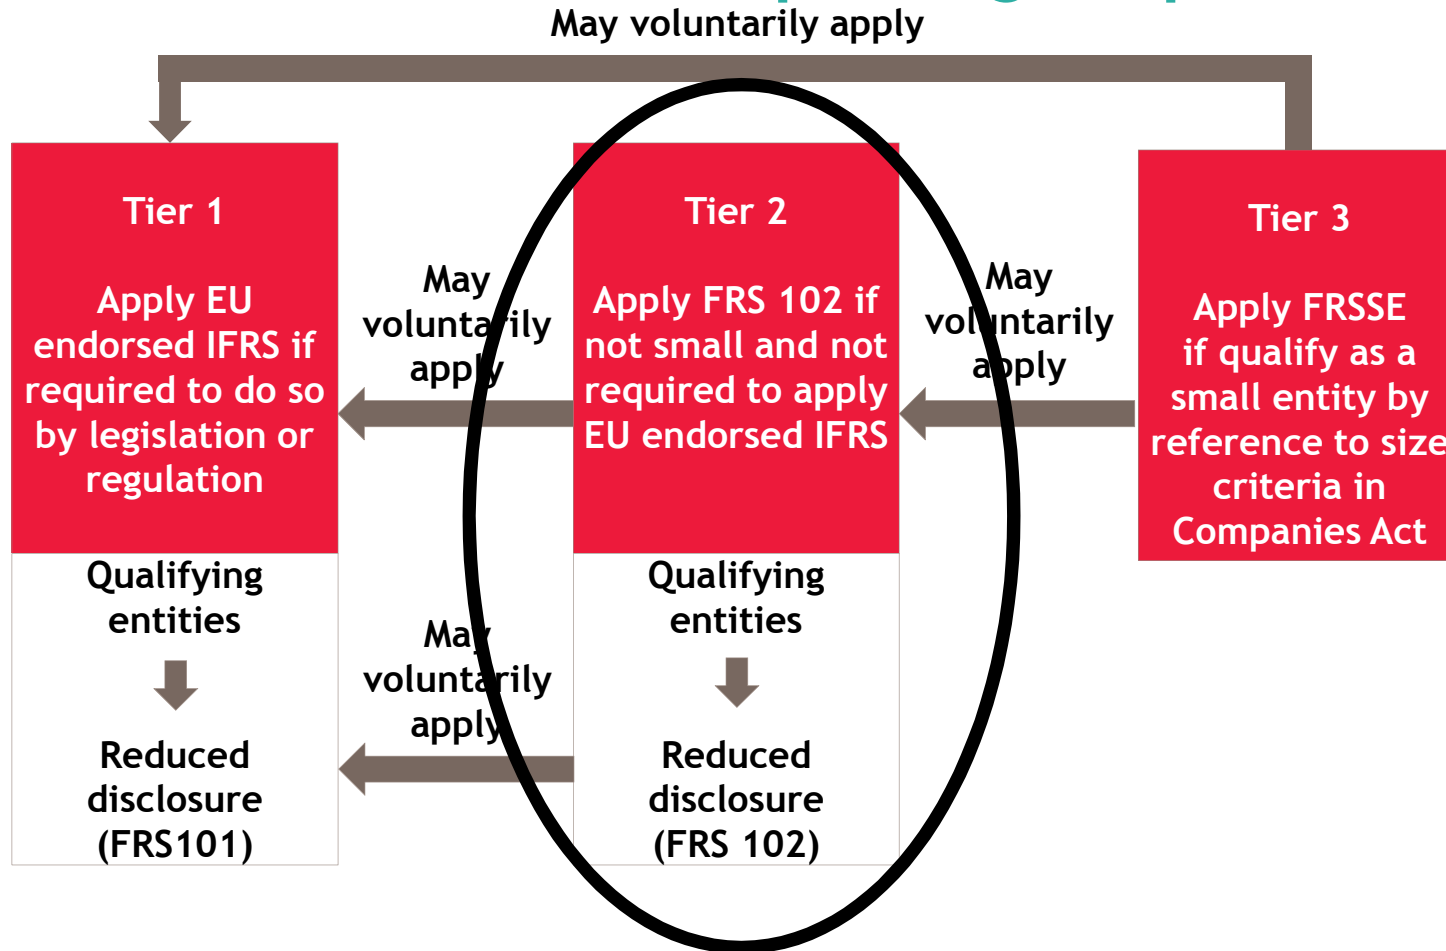 May voluntarily apply
Tier 1
Apply EU
endorsed IFRS if
required to do so
by legislation or
regulation
Qualifying
entities
Reduced
disclosure
(FRS101)
May
voluntarily
apply
May
voluntarily
apply
Tier 2
Apply FRS 102 if
not small and not
required to apply
EU endorsed IFRS
Qualifying
entities
Reduced
disclosure
(FRS 102)
May
voluntarily
apply
Tier 3
Apply FRSSE
if qualify as a
small entity by
reference to size
criteria in
Companies Act